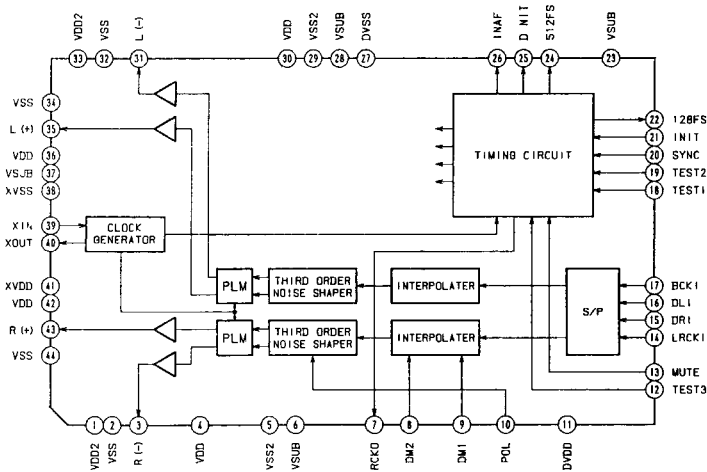 VDD2
VSS
L(-)
VDD
VSS2
VSUB
DVSS
INAF
D NIT
512FS
VSUB
33
32
31
30
29
28
27
26
25
24
23
VSS 34
L(+) 35
VDD 36
VSUB 37
XVSS 38
XIN 39
XOUT 40
XVDD 41
VDD 42
R(+) 43
VSS 44
CLOCK
GENERATOR
TIMING CIRCUIT
PLM
THIRD ORDER
NOISE SHAPER
INTERPOLATER
PLM
THIRD ORDER
NOISE SHAPER
INTERPOLATER
S/P
22 128FS
21 INIT
20 SYNC
19 TEST2
18 TEST1
17 BCKI
16 DLI
15 DRI
14 LRCKI
13 MUTE
12 TEST3
1
2
3
4
5
6
7
8
9
10
11
VDD2
VSS
R(-)
VDD
VSS2
VSUB
RCKO
DM2
DM1
POL
DVDD